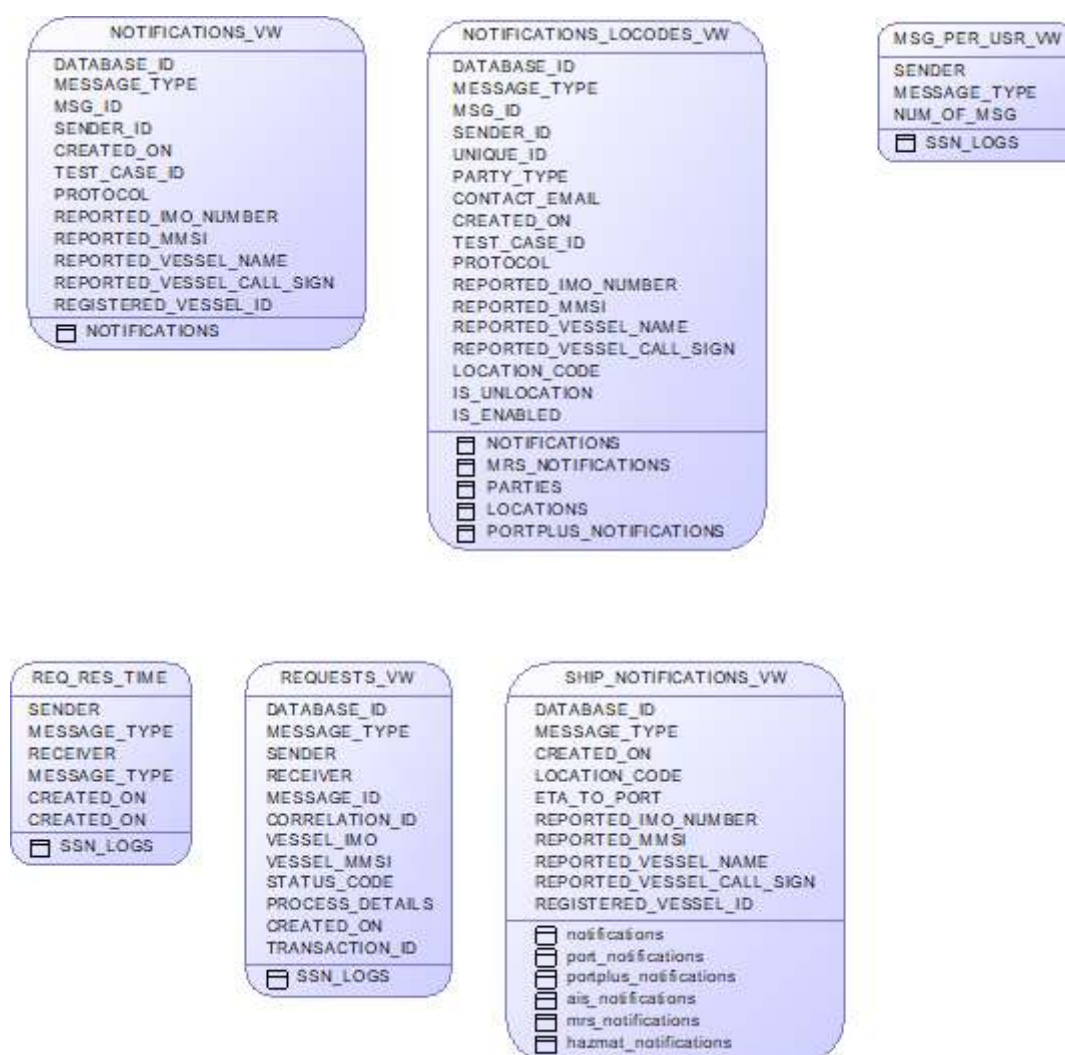 NOTIFICATIONS_VW
DATABASE_ID
MESSAGE_TYPE
MSG_ID
SENDER_ID
CREATED_ON
TEST_CASE_ID
PROTOCOL
REPORTED_IMO_NUMBER
REPORTED_MMSI
REPORTED_VESSEL_NAME
REPORTED_VESSEL_CALL_SIGN
REGISTERED_VESSEL_ID
NOTIFICATIONS
NOTIFICATIONS_LOCODES_VW
DATABASE_ID
MESSAGE_TYPE
MSG_ID
SENDER_ID
UNIQUE_ID
PARTY_TYPE
CONTACT_EMAIL
CREATED_ON
TEST_CASE_ID
PROTOCOL
REPORTED_IMO_NUMBER
REPORTED_MMSI
REPORTED_VESSEL_NAME
REPORTED_VESSEL_CALL_SIGN
LOCATION_CODE
IS_UNLOCATION
IS_ENABLED
NOTIFICATIONS
MRS_NOTIFICATIONS
PARTIES
LOCATIONS
PORTPLUS_NOTIFICATIONS
MSG_PER_USR_VW
SENDER
MESSAGE_TYPE
NUM_OF_MSG
SSN_LOGS
REQ_RES_TIME
SENDER
MESSAGE_TYPE
RECEIVER
MESSAGE_TYPE
CREATED_ON
CREATED_ON
SSN_LOGS
REQUESTS_VW
DATABASE_ID
MESSAGE_TYPE
SENDER
RECEIVER
MESSAGE_ID
CORRELATION_ID
VESSEL_IMO
VESSEL_MMSI
STATUS_CODE
PROCESS_DETAILS
CREATED_ON
TRANSACTION_ID
SSN_LOGS
SHIP_NOTIFICATIONS_VW
DATABASE_ID
MESSAGE_TYPE
CREATED_ON
LOCATION_CODE
ETA_TO_PORT
REPORTED_IMO_NUMBER
REPORTED_MMSI
REPORTED_VESSEL_NAME
REPORTED_VESSEL_CALL_SIGN
REGISTERED_VESSEL_ID
notifications
port_notifications
portplus_notifications
ais_notifications
mrs_notifications
hazmat_notifications